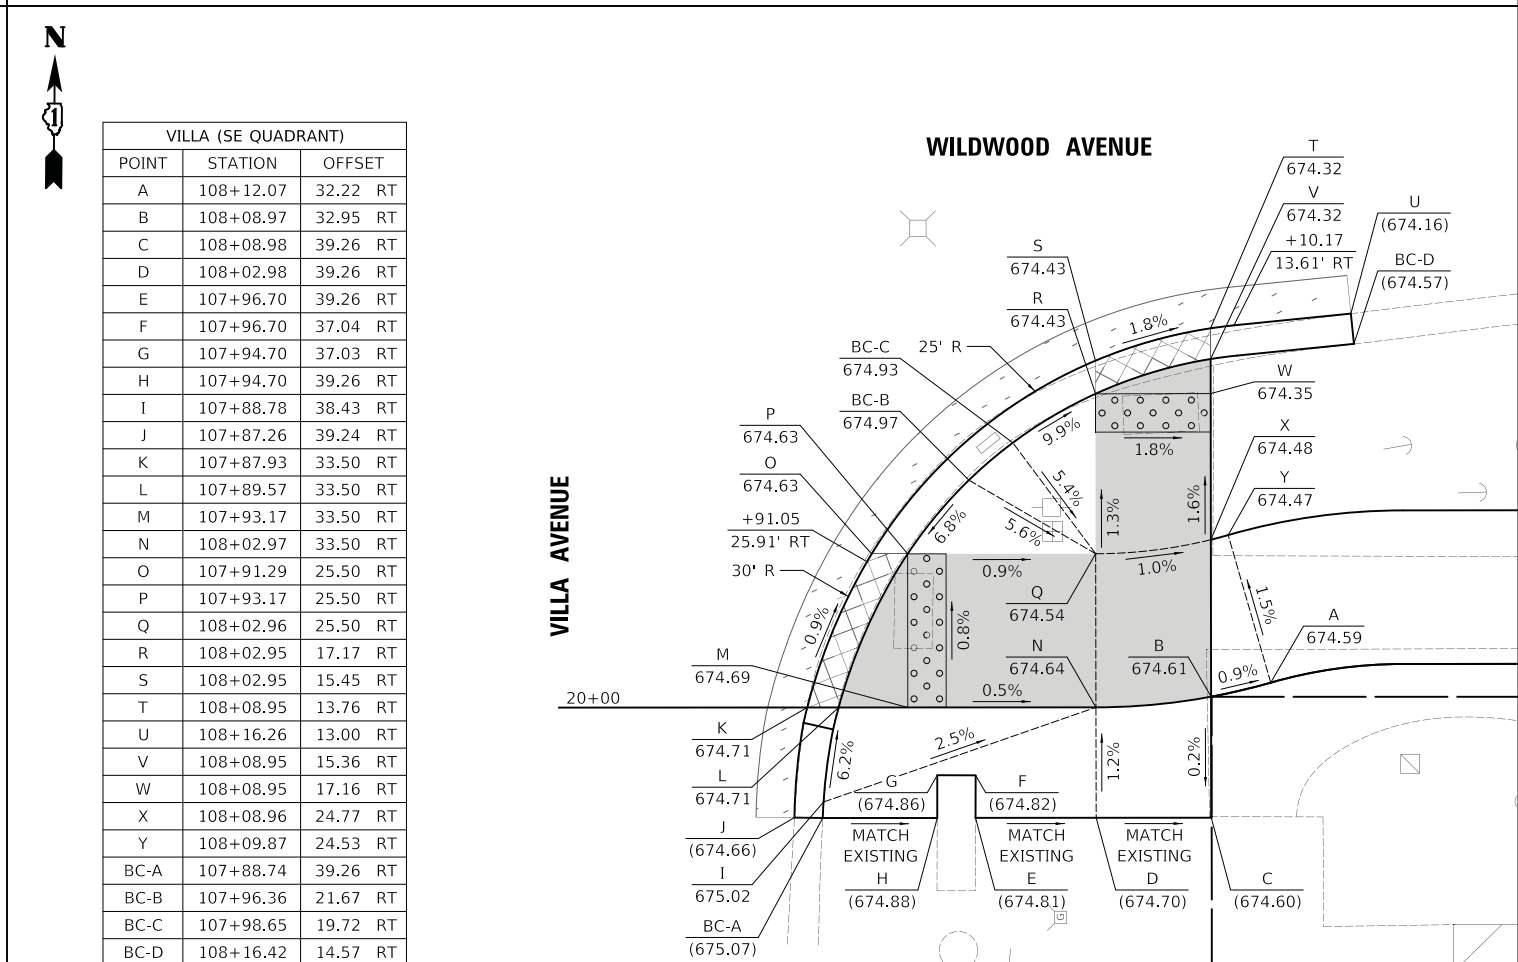 N
1
VILLA (SE QUADRANT)
POINT STATION OFFSET
A 108+12.07 32.22 RT
B 108+08.97 32.95 RT
C 108+08.98 39.26 RT
D 108+02.98 39.26 RT
E 107+96.70 39.26 RT
F 107+96.70 37.04 RT
G 107+94.70 37.03 RT
H 107+94.70 39.26 RT
I 107+88.78 38.43 RT
J 107+87.26 39.24 RT
K 107+87.93 33.50 RT
L 107+89.57 33.50 RT
M 107+93.17 33.50 RT
N 108+02.97 33.50 RT
O 107+91.29 25.50 RT
P 107+93.17 25.50 RT
Q 108+02.96 25.50 RT
R 108+02.95 17.17 RT
S 108+02.95 15.45 RT
T 108+08.95 13.76 RT
U 108+16.26 13.00 RT
V 108+08.95 15.36 RT
W 108+08.95 17.16 RT
X 108+08.96 24.77 RT
Y 108+09.87 24.53 RT
BC-A 107+88.74 39.26 RT
BC-B 107+96.36 21.67 RT
BC-C 107+98.65 19.72 RT
BC-D 108+16.42 14.57 RT
WILDWOOD AVENUE
VILLA AVENUE
T
674.32
V
674.32
+10.17
13.61' RT
U
(674.16)
BC-D
(674.57)
S
674.43
R
674.43
1.8%
25' R
BC-C
674.93
BC-B
674.97
W
674.35
P
674.63
O
674.63
+91.05
25.91' RT
30' R
9.9%
1.8%
X
674.48
Y
674.47
5.4%
5.6%
6.8%
1.3%
1.6%
0.9%
1.0%
Q
674.54
0.9%
0.8%
1.5%
A
674.59
M
674.69
N
674.64
B
674.61
0.9%
0.5%
20+00
K
674.71
L
674.71
6.2%
2.5%
1.2%
0.2%
G
(674.86)
F
(674.82)
J
(674.66)
MATCH
EXISTING
MATCH
EXISTING
MATCH
EXISTING
I
675.02
H
(674.88)
E
(674.81)
D
(674.70)
C
(674.60)
BC-A
(675.07)
G